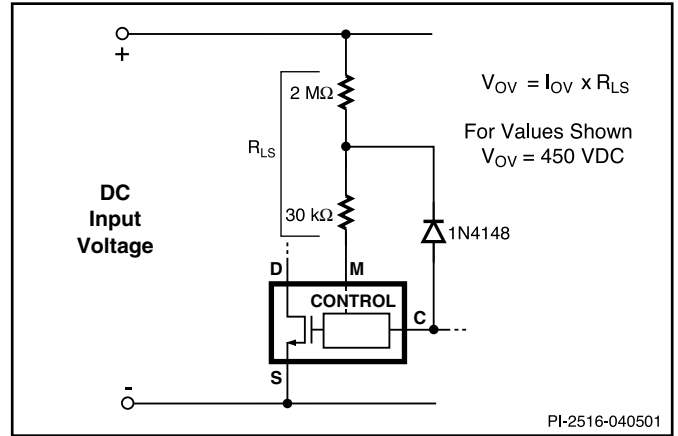 +
2 MΩ
V_OV = I_OV x R_LS
R_LS
For Values Shown
V_OV = 450 VDC
DC
Input
Voltage
30 kΩ
1N4148
D
M
CONTROL
C
S
-
PI-2516-040501